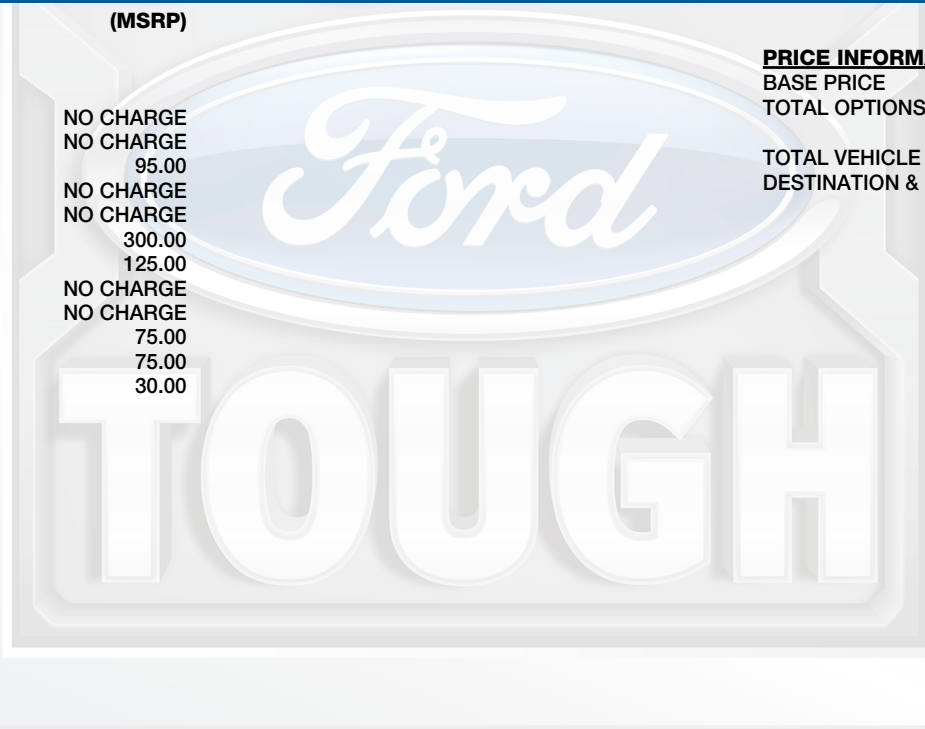 (MSRP)
NO CHARGE
NO CHARGE
95.00
NO CHARGE
NO CHARGE
300.00
125.00
NO CHARGE
NO CHARGE
75.00
75.00
30.00
PRICE INFORMA
BASE PRICE
TOTAL OPTIONS
TOTAL VEHICLE
DESTINATION &
Ford
TOUGH